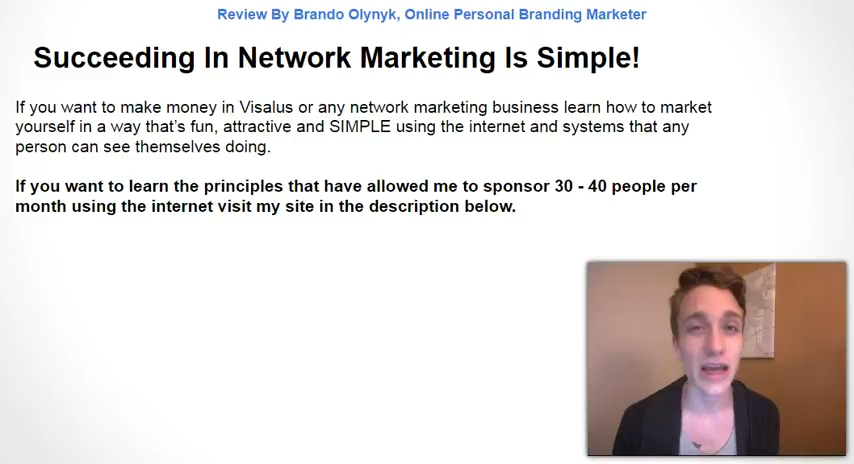 Review By Brando Olynyk, Online Personal Branding Marketer
Succeeding In Network Marketing Is Simple!
If you want to make money in Visalus or any network marketing business learn how to market
yourself in a way that's fun, attractive and SIMPLE using the internet and systems that any
person can see themselves doing.
If you want to learn the principles that have allowed me to sponsor 30 - 40 people per
month using the internet visit my site in the description below.